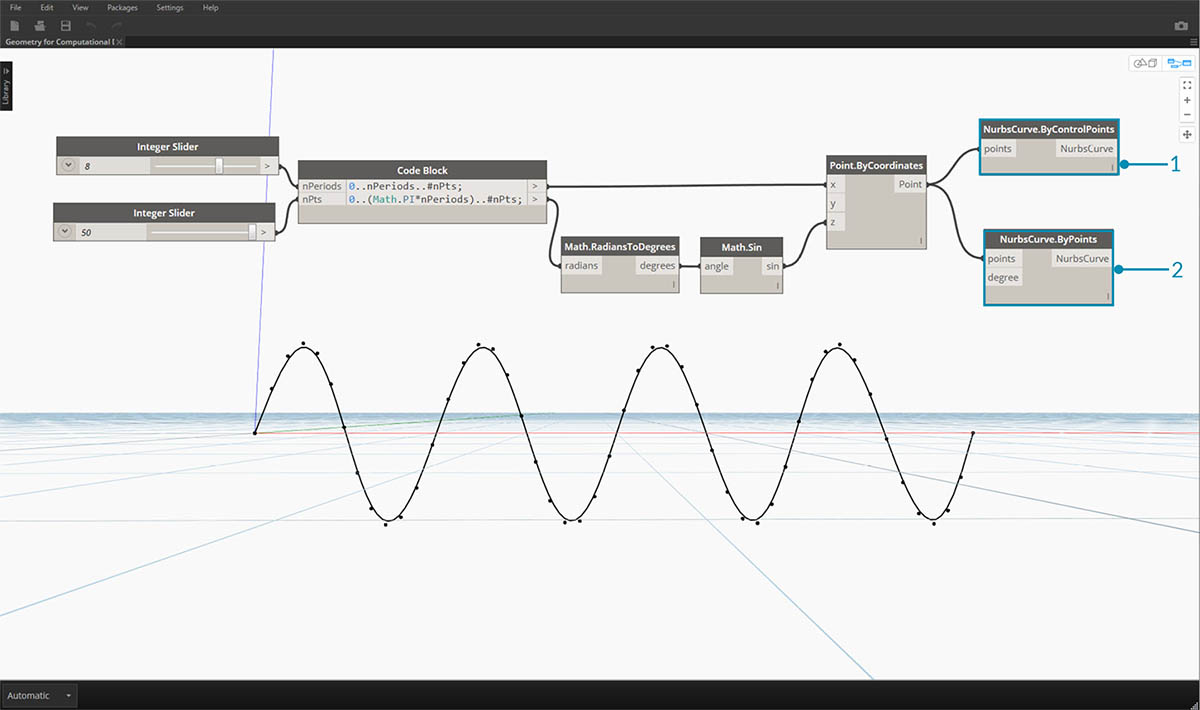 File Edit View Packages Settings Help
Geometry for Computational D
Library
Integer Slider
8 >
Integer Slider
50 >
Code Block
nPeriods 0..nPeriods..#nPts; >
nPts 0..(Math.PI*nPeriods)..#nPts; >
Math.RadiansToDegrees
radians degrees
Math.Sin
angle sin
Point.ByCoordinates
x Point
y
z
NurbsCurve.ByControlPoints
points NurbsCurve
1
NurbsCurve.ByPoints
points NurbsCurve
degree
2
Automatic